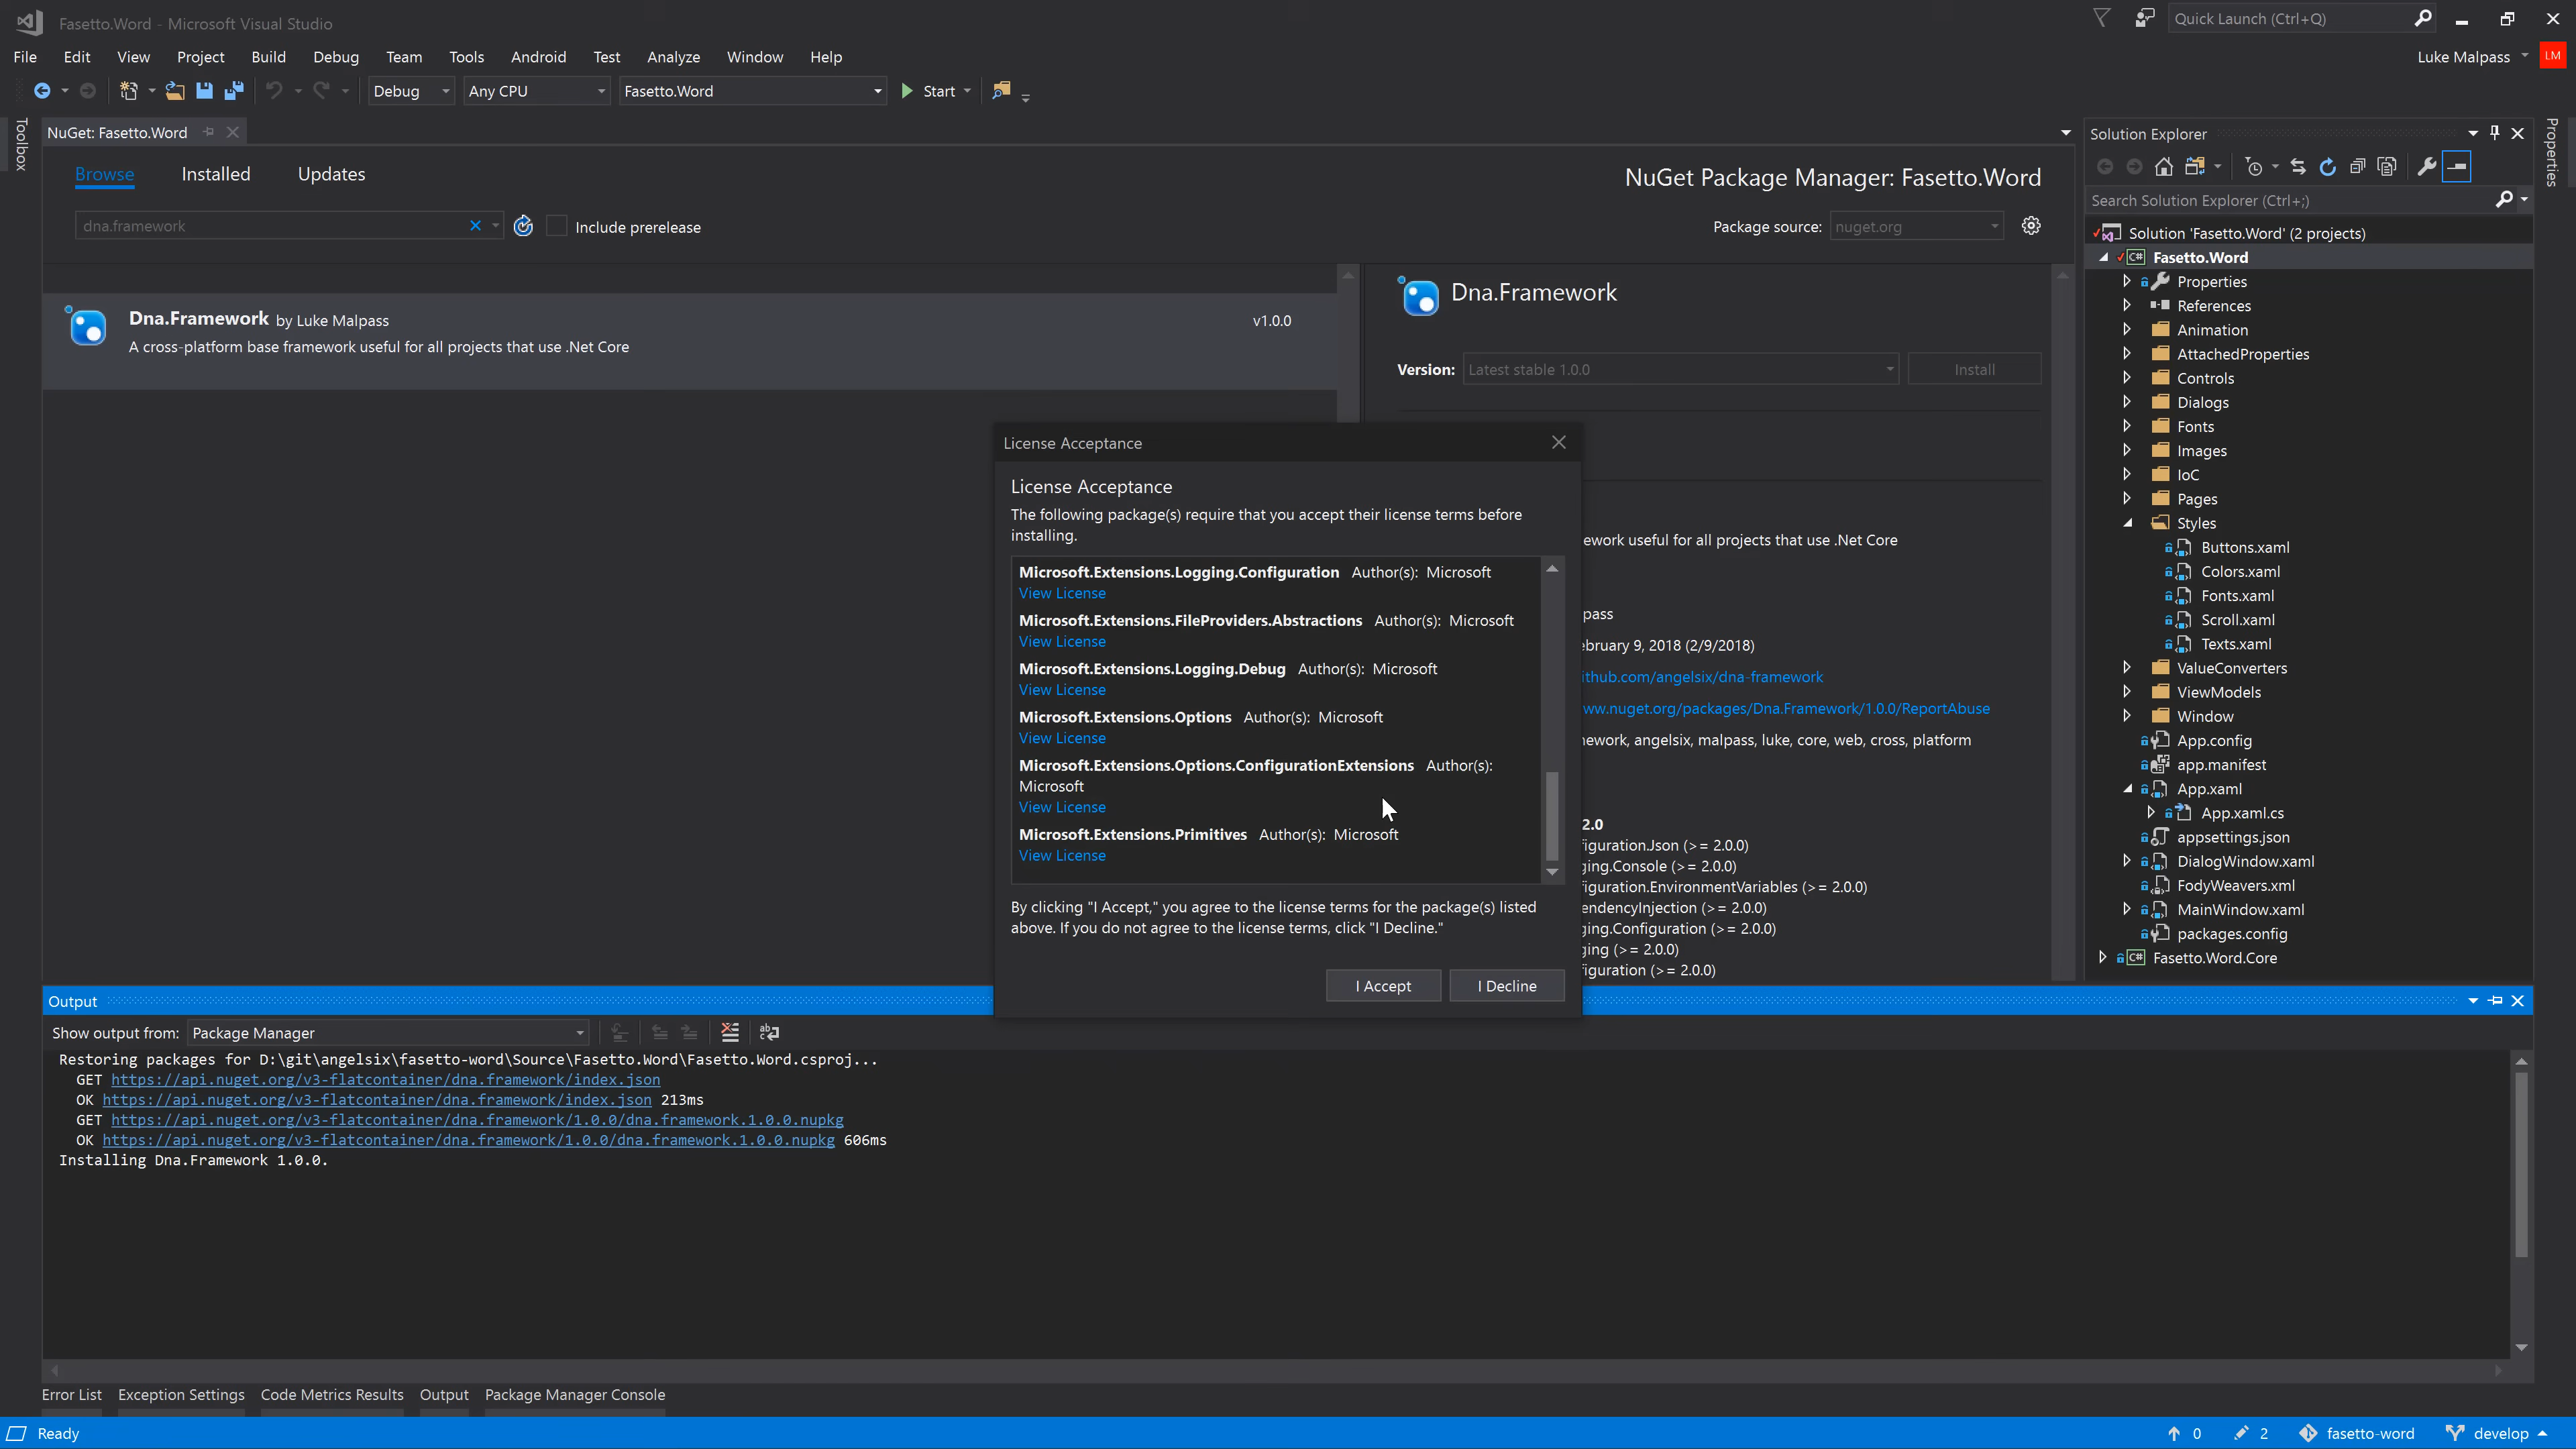 Fasetto.Word - Microsoft Visual Studio
Quick Launch (Ctrl+Q)
File Edit View Project Build Debug Team Tools Android Test Analyze Window Help
Luke Malpass LM
Debug Any CPU Fasetto.Word Start
Toolbox
NuGet: Fasetto.Word
Browse Installed Updates
NuGet Package Manager: Fasetto.Word
dna.framework
Include prerelease
Package source: nuget.org
Dna.Framework by Luke Malpass
v1.0.0
A cross-platform base framework useful for all projects that use .Net Core
Dna.Framework
Version: Latest stable 1.0.0 Install
ework useful for all projects that use .Net Core
pass
ebruary 9, 2018 (2/9/2018)
ithub.com/angelsix/dna-framework
ww.nuget.org/packages/Dna.Framework/1.0.0/ReportAbuse
ework, angelsix, malpass, luke, core, web, cross, platform
2.0
figuration.Json (>= 2.0.0)
ging.Console (>= 2.0.0)
figuration.EnvironmentVariables (>= 2.0.0)
endencyInjection (>= 2.0.0)
ging.Configuration (>= 2.0.0)
ging (>= 2.0.0)
figuration (>= 2.0.0)
License Acceptance
License Acceptance
The following package(s) require that you accept their license terms before
installing.
Microsoft.Extensions.Logging.Configuration Author(s): Microsoft
View License
Microsoft.Extensions.FileProviders.Abstractions Author(s): Microsoft
View License
Microsoft.Extensions.Logging.Debug Author(s): Microsoft
View License
Microsoft.Extensions.Options Author(s): Microsoft
View License
Microsoft.Extensions.Options.ConfigurationExtensions Author(s):
Microsoft
View License
Microsoft.Extensions.Primitives Author(s): Microsoft
View License
By clicking "I Accept," you agree to the license terms for the package(s) listed
above. If you do not agree to the license terms, click "I Decline."
I Accept I Decline
Solution Explorer
Search Solution Explorer (Ctrl+;)
Solution 'Fasetto.Word' (2 projects)
C# Fasetto.Word
Properties
References
Animation
AttachedProperties
Controls
Dialogs
Fonts
Images
IoC
Pages
Styles
Buttons.xaml
Colors.xaml
Fonts.xaml
Scroll.xaml
Texts.xaml
ValueConverters
ViewModels
Window
App.config
app.manifest
App.xaml
App.xaml.cs
appsettings.json
DialogWindow.xaml
FodyWeavers.xml
MainWindow.xaml
packages.config
C# Fasetto.Word.Core
Properties
Output
Show output from: Package Manager
Restoring packages for D:\git\angelsix\fasetto-word\Source\Fasetto.Word\Fasetto.Word.csproj...
GET https://api.nuget.org/v3-flatcontainer/dna.framework/index.json
OK https://api.nuget.org/v3-flatcontainer/dna.framework/index.json 213ms
GET https://api.nuget.org/v3-flatcontainer/dna.framework/1.0.0/dna.framework.1.0.0.nupkg
OK https://api.nuget.org/v3-flatcontainer/dna.framework/1.0.0/dna.framework.1.0.0.nupkg 606ms
Installing Dna.Framework 1.0.0.
Error List Exception Settings Code Metrics Results Output Package Manager Console
Ready
0 2 fasetto-word develop